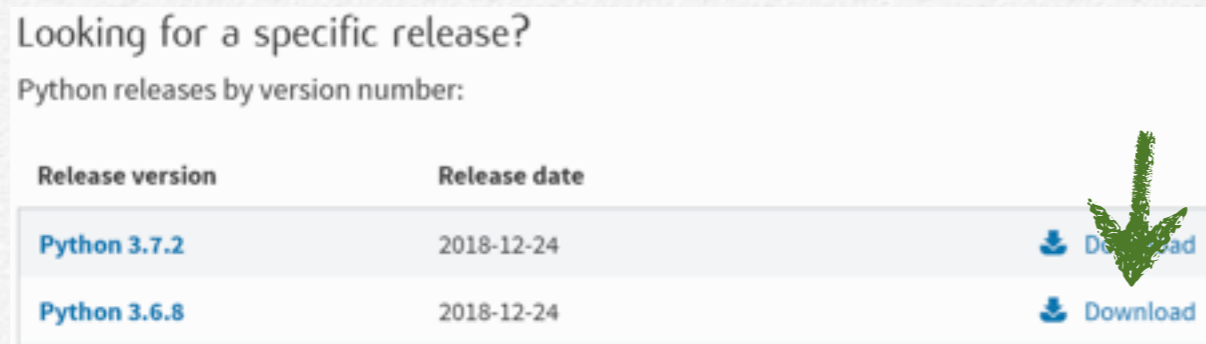 Looking for a specific release?
Python releases by version number:
Release version Release date
Python 3.7.2 2018-12-24 Download
Python 3.6.8 2018-12-24 Download